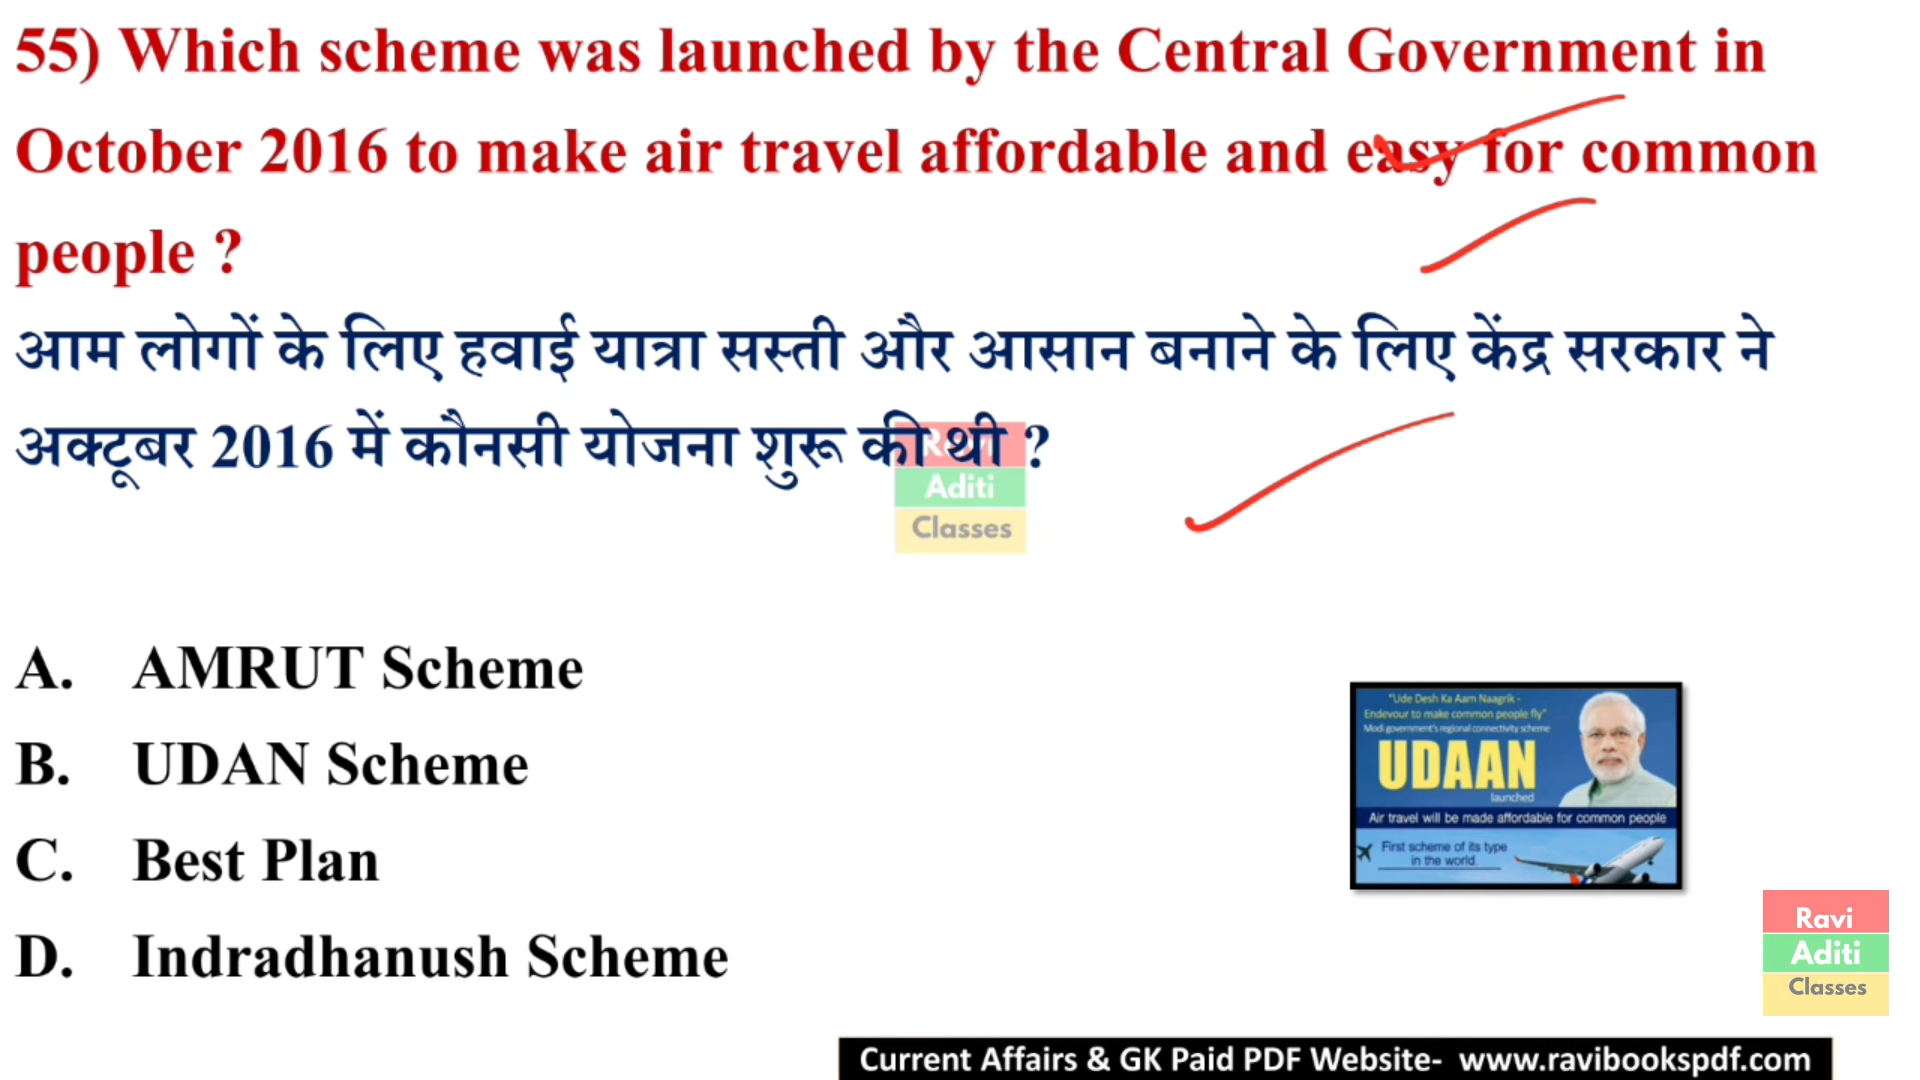 55) Which scheme was launched by the Central Government in
October 2016 to make air travel affordable and easy for common
people ?
आम लोगों के लिए हवाई यात्रा सस्ती और आसान बनाने के लिए केंद्र सरकार ने
अक्टूबर 2016 में कौनसी योजना शुरू की थी ?
Ravi
Aditi
Classes
A. AMRUT Scheme
B. UDAN Scheme
C. Best Plan
D. Indradhanush Scheme
"Ude Desh Ka Aam Naagrik -
Endevour to make common people fly"
Modi government's regional connectivity scheme
UDAAN
launched
Air travel will be made affordable for common people
First scheme of its type
in the world
Ravi
Aditi
Classes
Current Affairs & GK Paid PDF Website- www.ravibookspdf.com